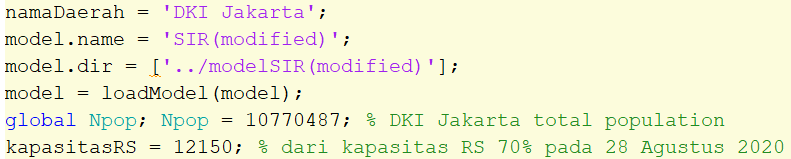 namaDaerah = 'DKI Jakarta';
model.name = 'SIR(modified)';
model.dir = ['../modelSIR(modified)'];
model = loadModel(model);
global Npop; Npop = 10770487; % DKI Jakarta total population
kapasitasRS = 12150; % dari kapasitas RS 70% pada 28 Agustus 2020